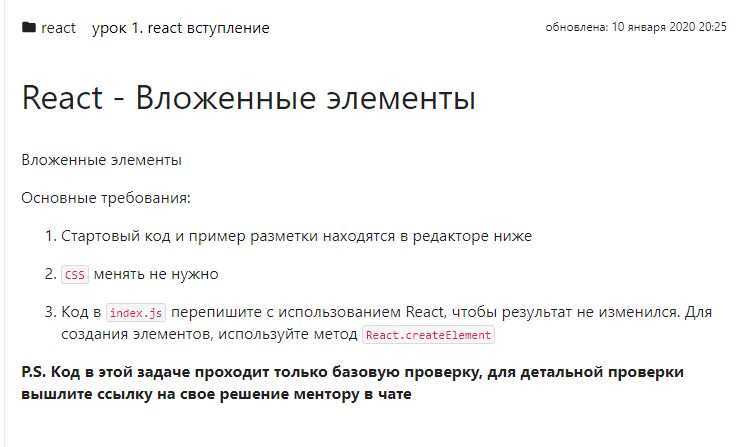 react урок 1. react вступление обновлена: 10 января 2020 20:25
React - Вложенные элементы
Вложенные элементы
Основные требования:
1. Стартовый код и пример разметки находятся в редакторе ниже
2. css менять не нужно
3. Код в index.js перепишите с использованием React, чтобы результат не изменился. Для
создания элементов, используйте метод React.createElement
P.S. Код в этой задаче проходит только базовую проверку, для детальной проверки
вышлите ссылку на свое решение ментору в чате